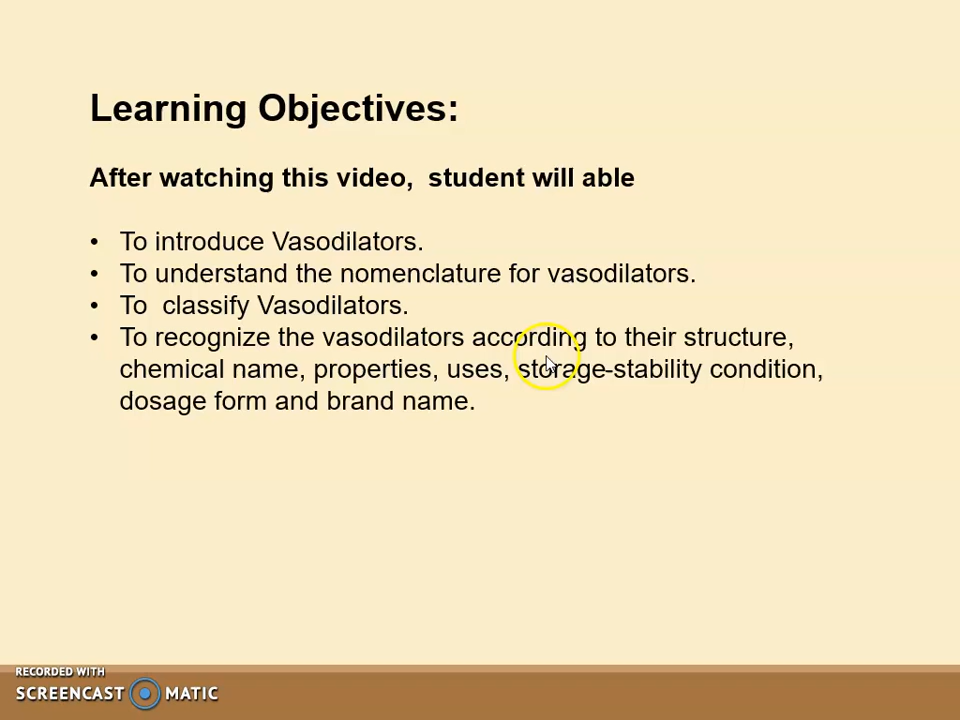 Learning Objectives:
After watching this video,  student will able
• To introduce Vasodilators.
• To understand the nomenclature for vasodilators.
• To  classify Vasodilators.
• To recognize the vasodilators according to their structure,
chemical name, properties, uses, storage-stability condition,
dosage form and brand name.
RECORDED WITH
SCREENCAST MATIC